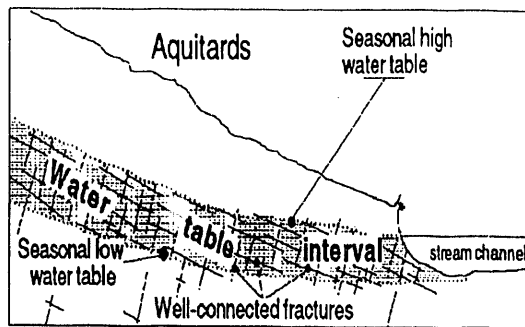 Aquitards
Seasonal high
water table
Water
table
interval
stream channel
Seasonal low
water table
Well-connected fractures